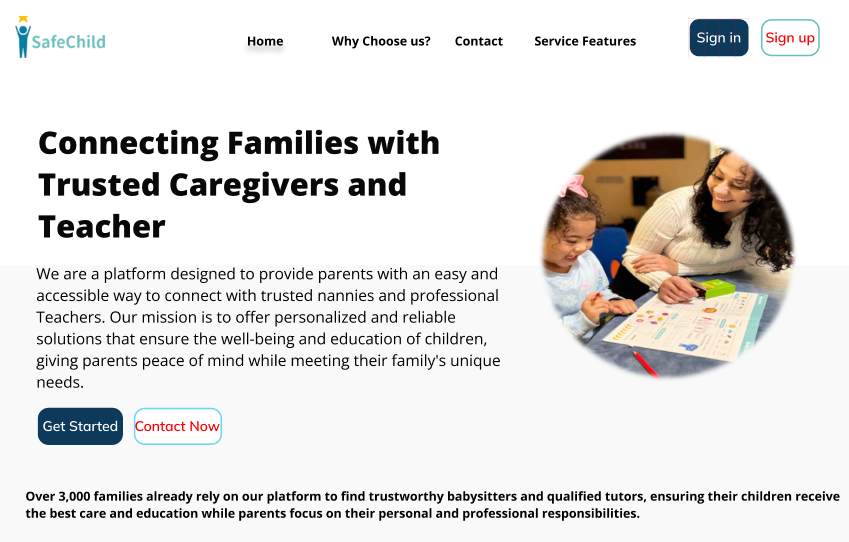 SafeChild
Home Why Choose us? Contact Service Features Sign in Sign up
Connecting Families with
Trusted Caregivers and
Teacher
We are a platform designed to provide parents with an easy and
accessible way to connect with trusted nannies and professional
Teachers. Our mission is to offer personalized and reliable
solutions that ensure the well-being and education of children,
giving parents peace of mind while meeting their family's unique
needs.
Get Started Contact Now
Over 3,000 families already rely on our platform to find trustworthy babysitters and qualified tutors, ensuring their children receive
the best care and education while parents focus on their personal and professional responsibilities.